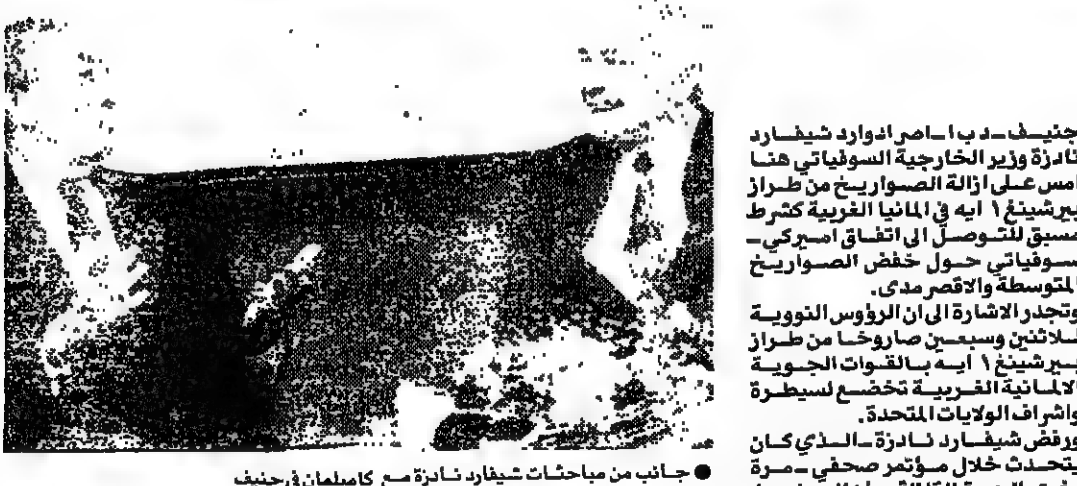 جنيف ـ د ب ا ـ اصر ادوارد شيفارد
نادزة وزير الخارجية السوفياتي هنا
امس على ازالة الصواريخ من طراز
بيرشينغ ١ ايه في المانيا الغربية كشرط
مسبق للتوصل الى اتفاق اميركي ـ
سوفياتي حول خفض الصواريخ
المتوسطة والاقصر مدى.
وتجدر الاشارة الى ان الرؤوس النووية
لاثنين وسبعين صاروخا من طراز
بيرشينغ ١ ايه بالقوات الجوية
الالمانية الغربية تخضع لسيطرة
واشراف الولايات المتحدة.
ورفض شيفارد نادزة ـ الذي كان
يتحدث خلال مؤتمر صحفي ـ مرة
● جانب من مباحثات شيفارد نادزة مع كامبلمان في جنيف